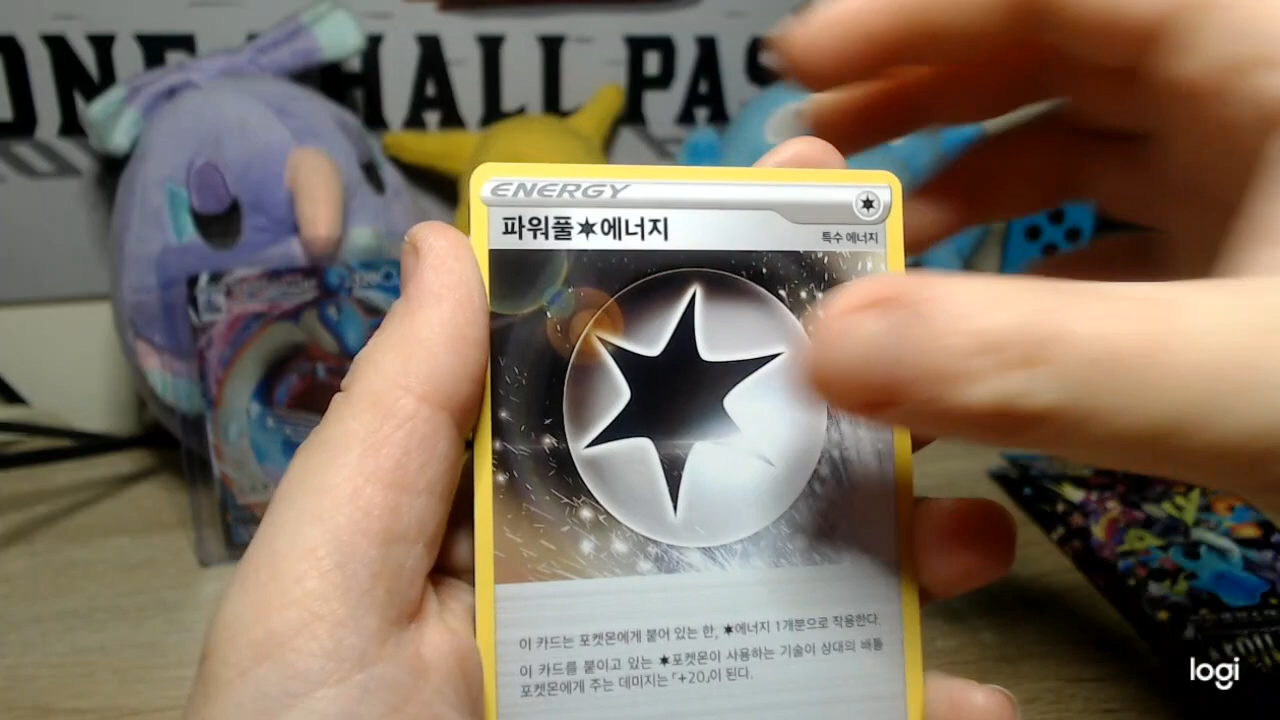 ONE HALL PAS
ENERGY
파워풀✶에너지
특수 에너지
이 카드는 포켓몬에게 붙어 있는 한, ✶에너지 1개분으로 작용한다.
이 카드를 붙이고 있는 ✶포켓몬이 사용하는 기술이 상대의 배틀
포켓몬에게 주는 데미지는 「+20」이 된다.
logi